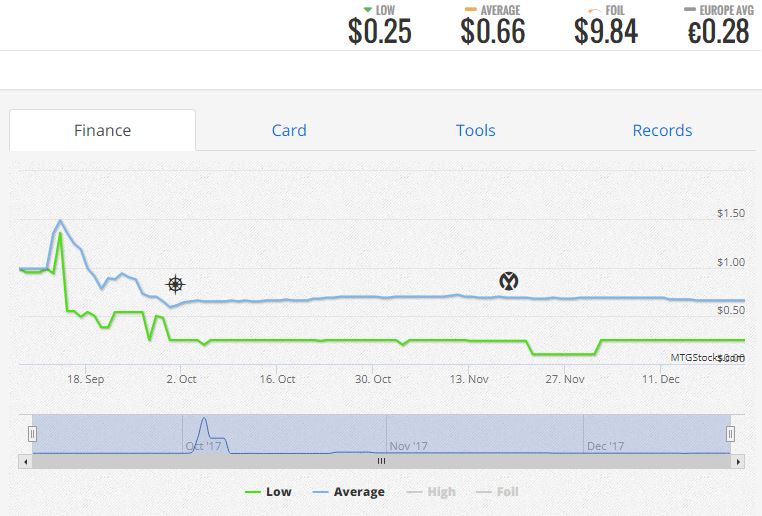 LOW AVERAGE FOIL EUROPE AVG
$0.25 $0.66 $9.84 €0.28
Finance Card Tools Records
$1.50
$1.00
$0.50
MTGStocks.com
$0.00
18. Sep 2. Oct 16. Oct 30. Oct 13. Nov 27. Nov 11. Dec
Oct '17 Nov '17 Dec '17
Low Average High Foil